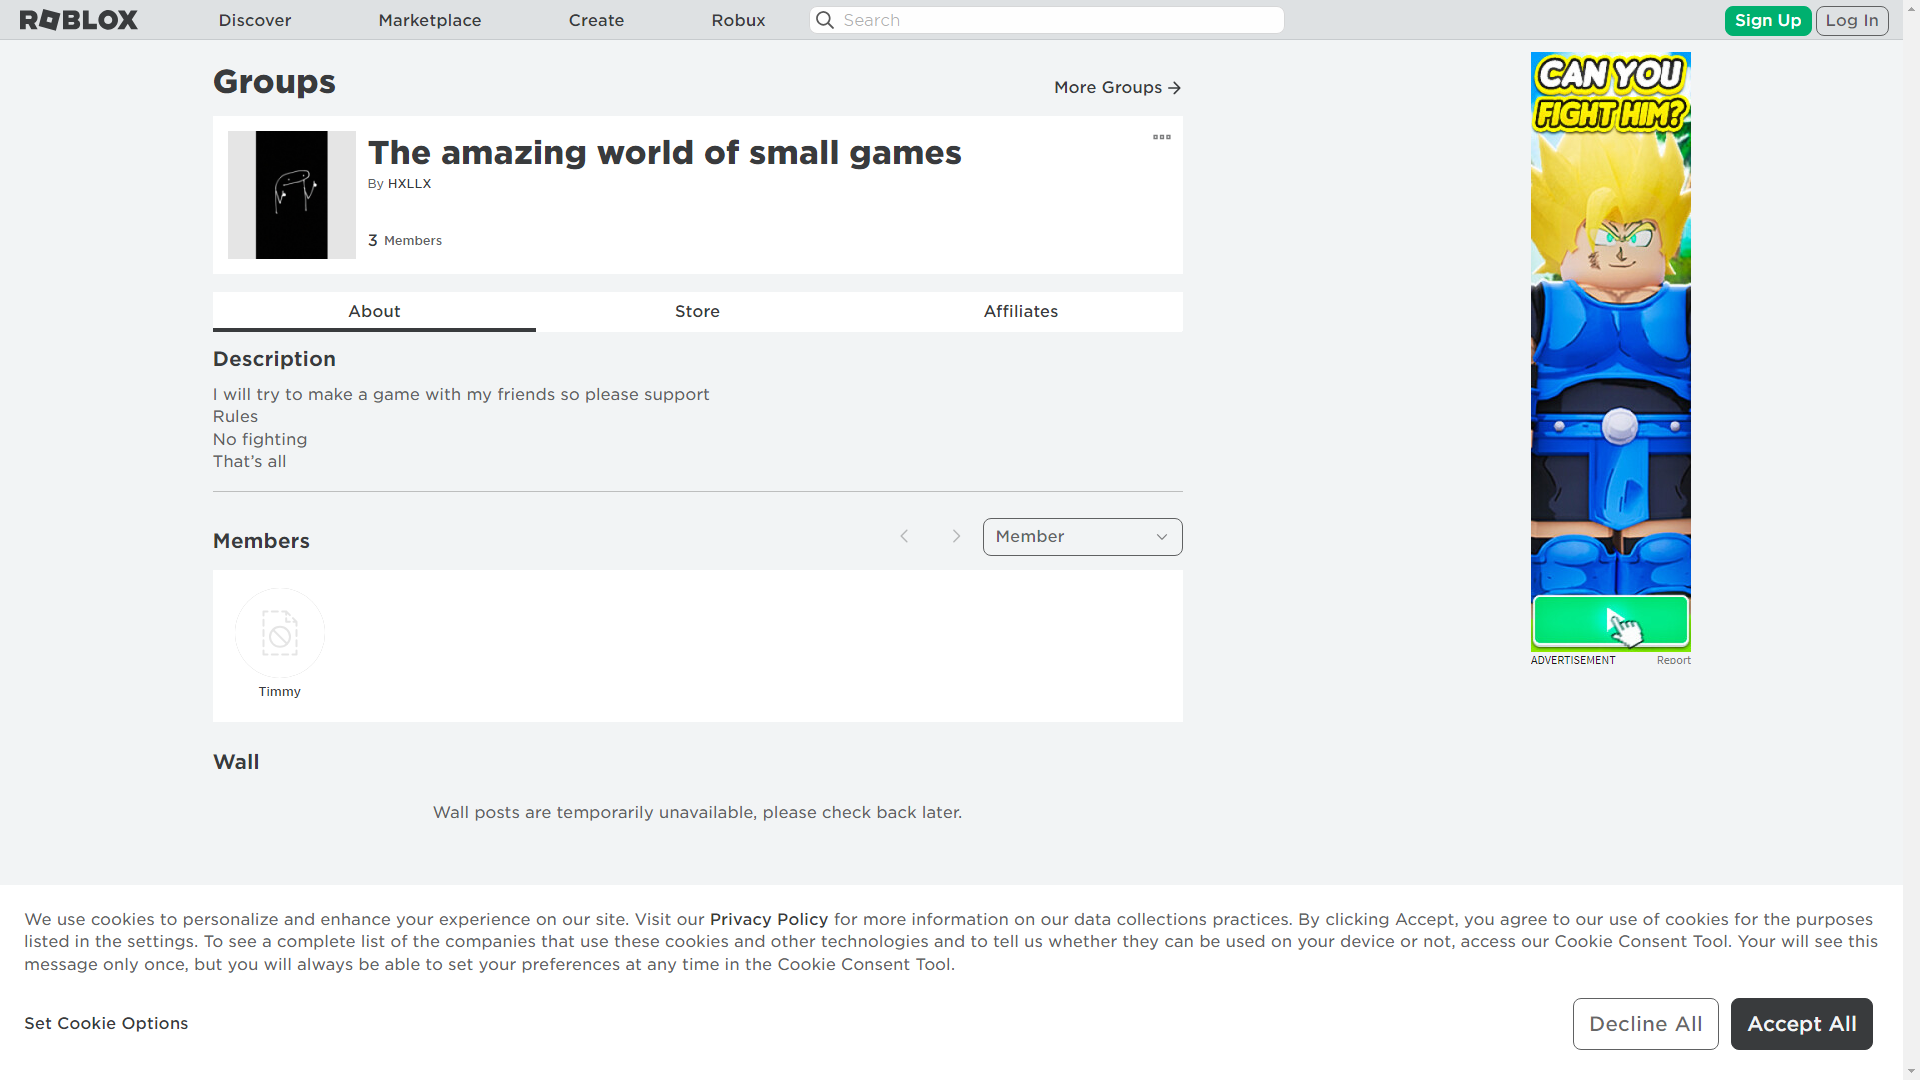 ROBLOX
Discover
Marketplace
Create
Robux
Search
Sign Up
Log In
Groups
More Groups
The amazing world of small games
By HXLLX
3 Members
About
Store
Affiliates
Description
I will try to make a game with my friends so please support
Rules
No fighting
That’s all
Members
Member
Timmy
Wall
Wall posts are temporarily unavailable, please check back later.
CAN YOU
FIGHT HIM?
ADVERTISEMENT
Report
We use cookies to personalize and enhance your experience on our site. Visit our Privacy Policy for more information on our data collections practices. By clicking Accept, you agree to our use of cookies for the purposes
listed in the settings. To see a complete list of the companies that use these cookies and other technologies and to tell us whether they can be used on your device or not, access our Cookie Consent Tool. Your will see this
message only once, but you will always be able to set your preferences at any time in the Cookie Consent Tool.
Set Cookie Options
Decline All
Accept All